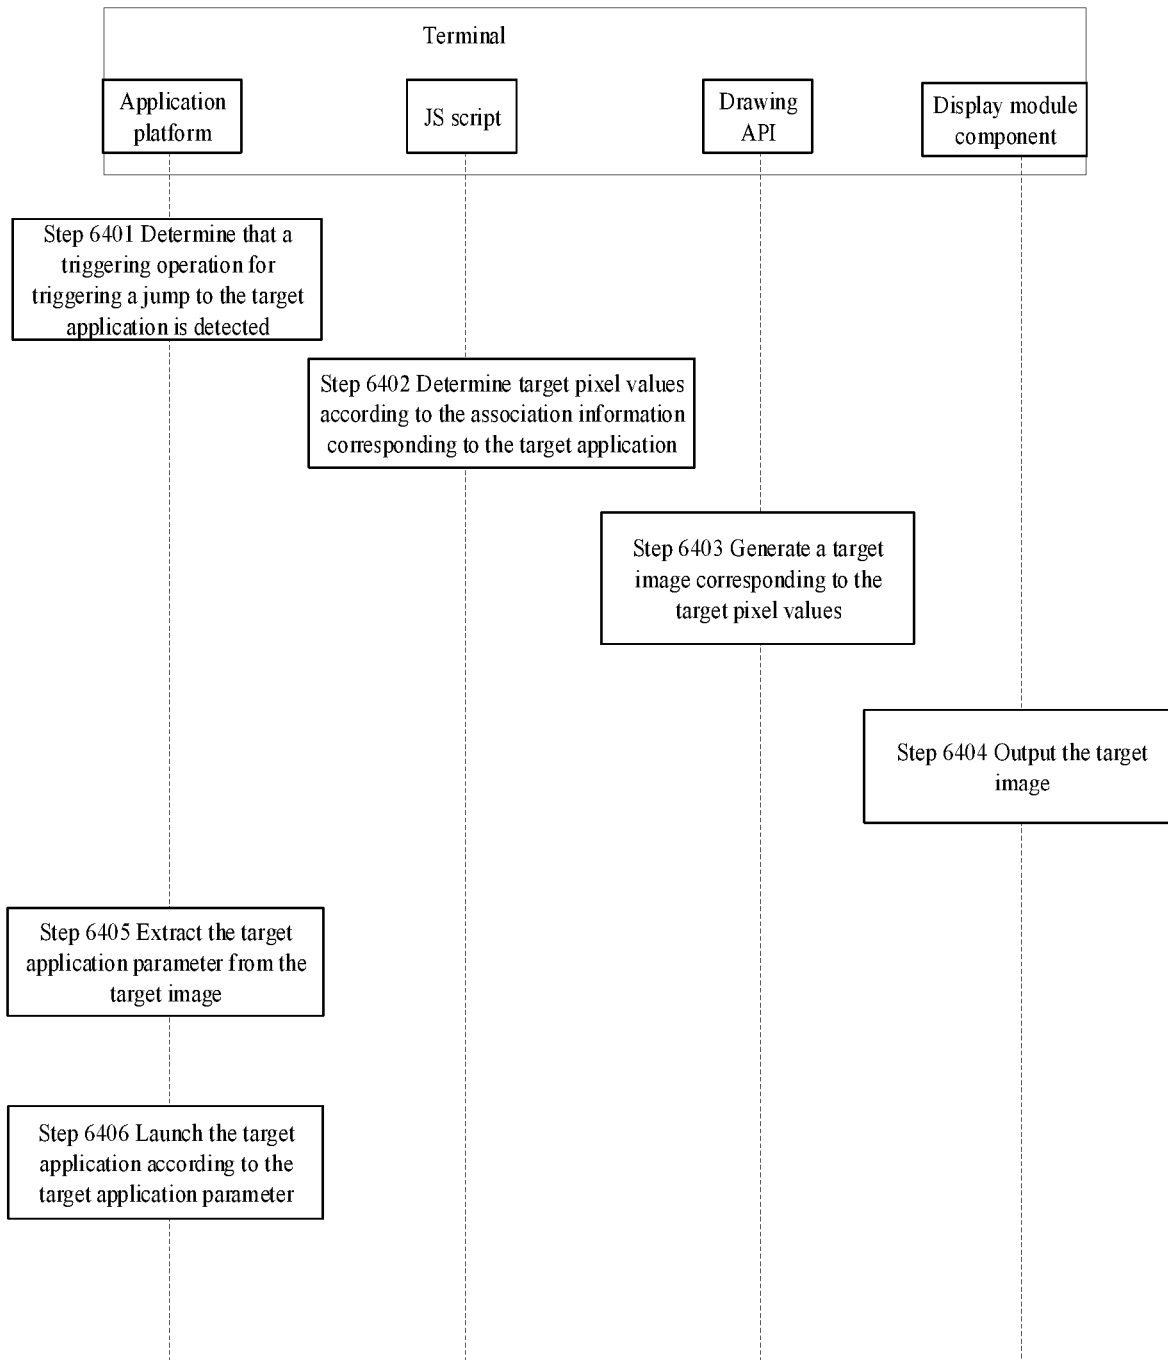 Terminal
Application
platform
JS script
Drawing
API
Display module
component
Step 6401 Determine that a
triggering operation for
triggering a jump to the target
application is detected
Step 6402 Determine target pixel values
according to the association information
corresponding to the target application
Step 6403 Generate a target
image corresponding to the
target pixel values
Step 6404 Output the target
image
Step 6405 Extract the target
application parameter from the
target image
Step 6406 Launch the target
application according to the
target application parameter